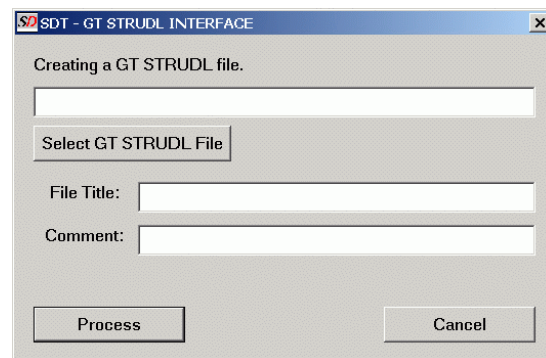 SD SDT - GT STRUDL INTERFACE
Creating a GT STRUDL file.
Select GT STRUDL File
File Title:
Comment:
Process Cancel